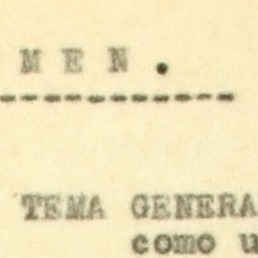 M E N .
TEMA GENERA
como u